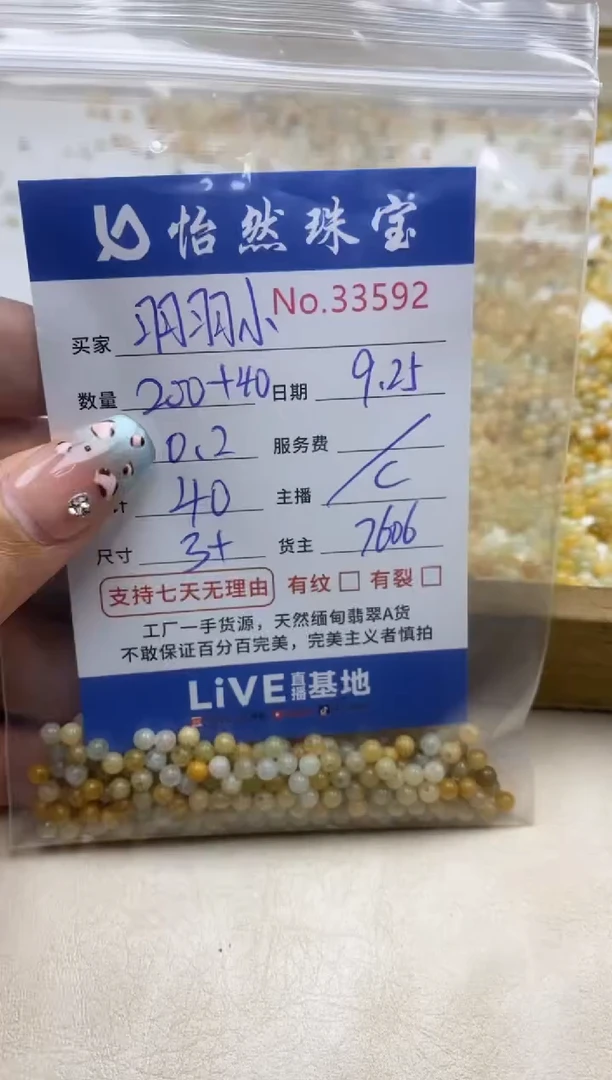 怡然珠宝
No.33592
买家 羽羽小
数量 200+40 日期 9.25
0.2 服务费 /
计 40 主播 C
尺寸 3+ 货主 7606
支持七天无理由 有纹 □ 有裂 □
工厂一手货源，天然缅甸翡翠A货
不敢保证百分百完美，完美主义者慎拍
LiVE直播基地